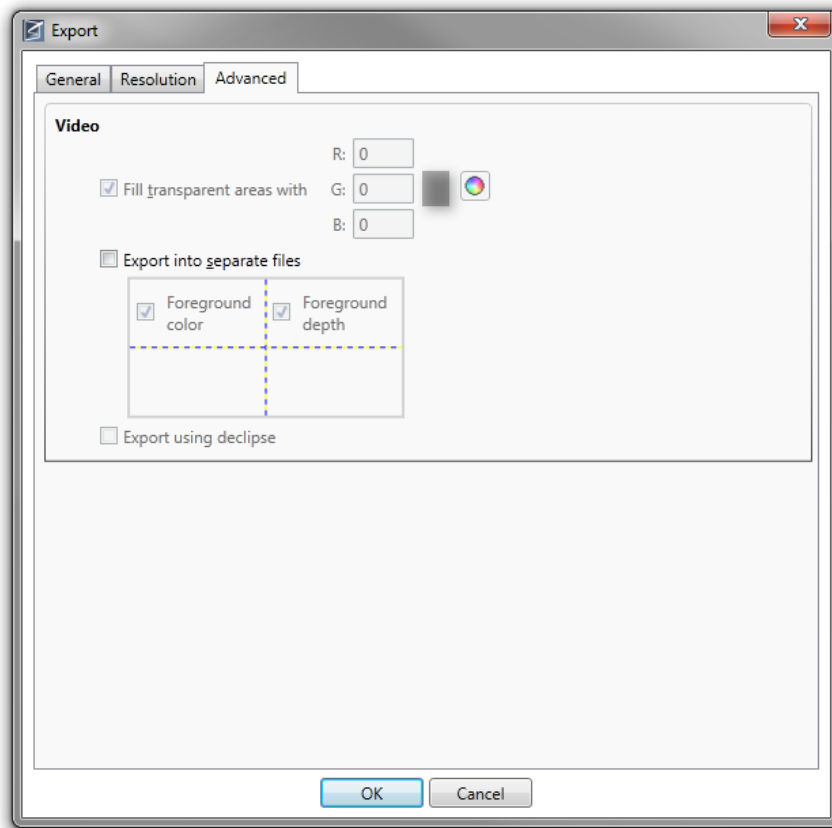 Export
General Resolution Advanced
Video
R: 0
Fill transparent areas with G: 0
B: 0
Export into separate files
Foreground color
Foreground depth
Export using declipse
OK Cancel